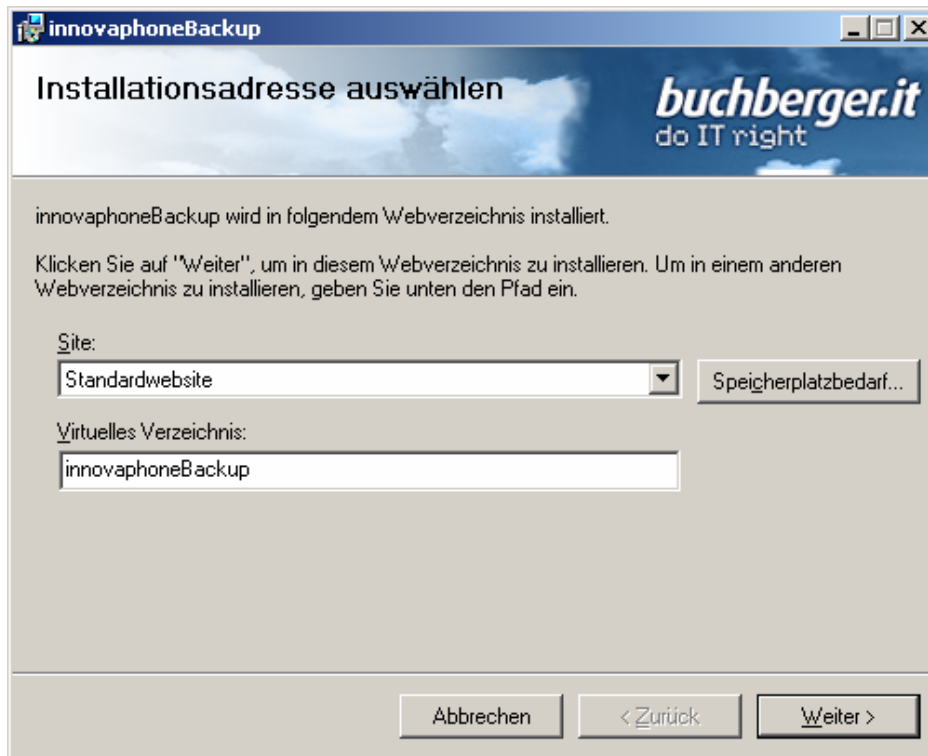 innovaphoneBackup
Installationsadresse auswählen
buchberger.it
do IT right
innovaphoneBackup wird in folgendem Webverzeichnis installiert.
Klicken Sie auf "Weiter", um in diesem Webverzeichnis zu installieren. Um in einem anderen
Webverzeichnis zu installieren, geben Sie unten den Pfad ein.
Site:
Standardwebsite
Speicherplatzbedarf...
Virtuelles Verzeichnis:
innovaphoneBackup
Abbrechen
< Zurück
Weiter >